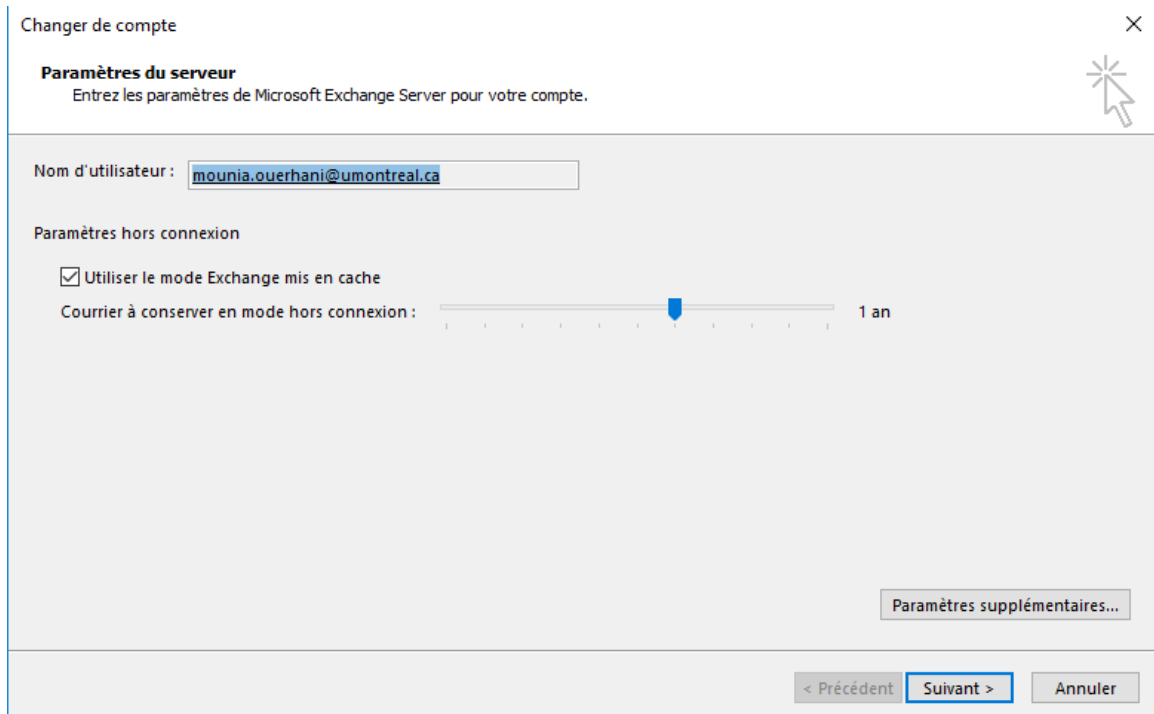 Changer de compte
Paramètres du serveur
Entrez les paramètres de Microsoft Exchange Server pour votre compte.
Nom d'utilisateur : mounia.ouerhani@umontreal.ca
Paramètres hors connexion
Utiliser le mode Exchange mis en cache
Courrier à conserver en mode hors connexion : 1 an
Paramètres supplémentaires...
< Précédent Suivant > Annuler